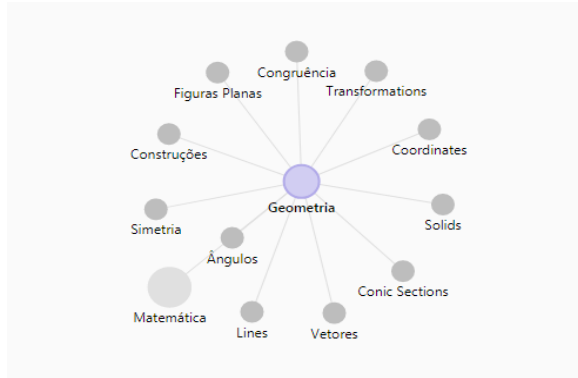 Congruência
Figuras Planas
Transformations
Construções
Coordinates
Geometria
Simetria
Solids
Ângulos
Conic Sections
Matemática
Lines
Vetores